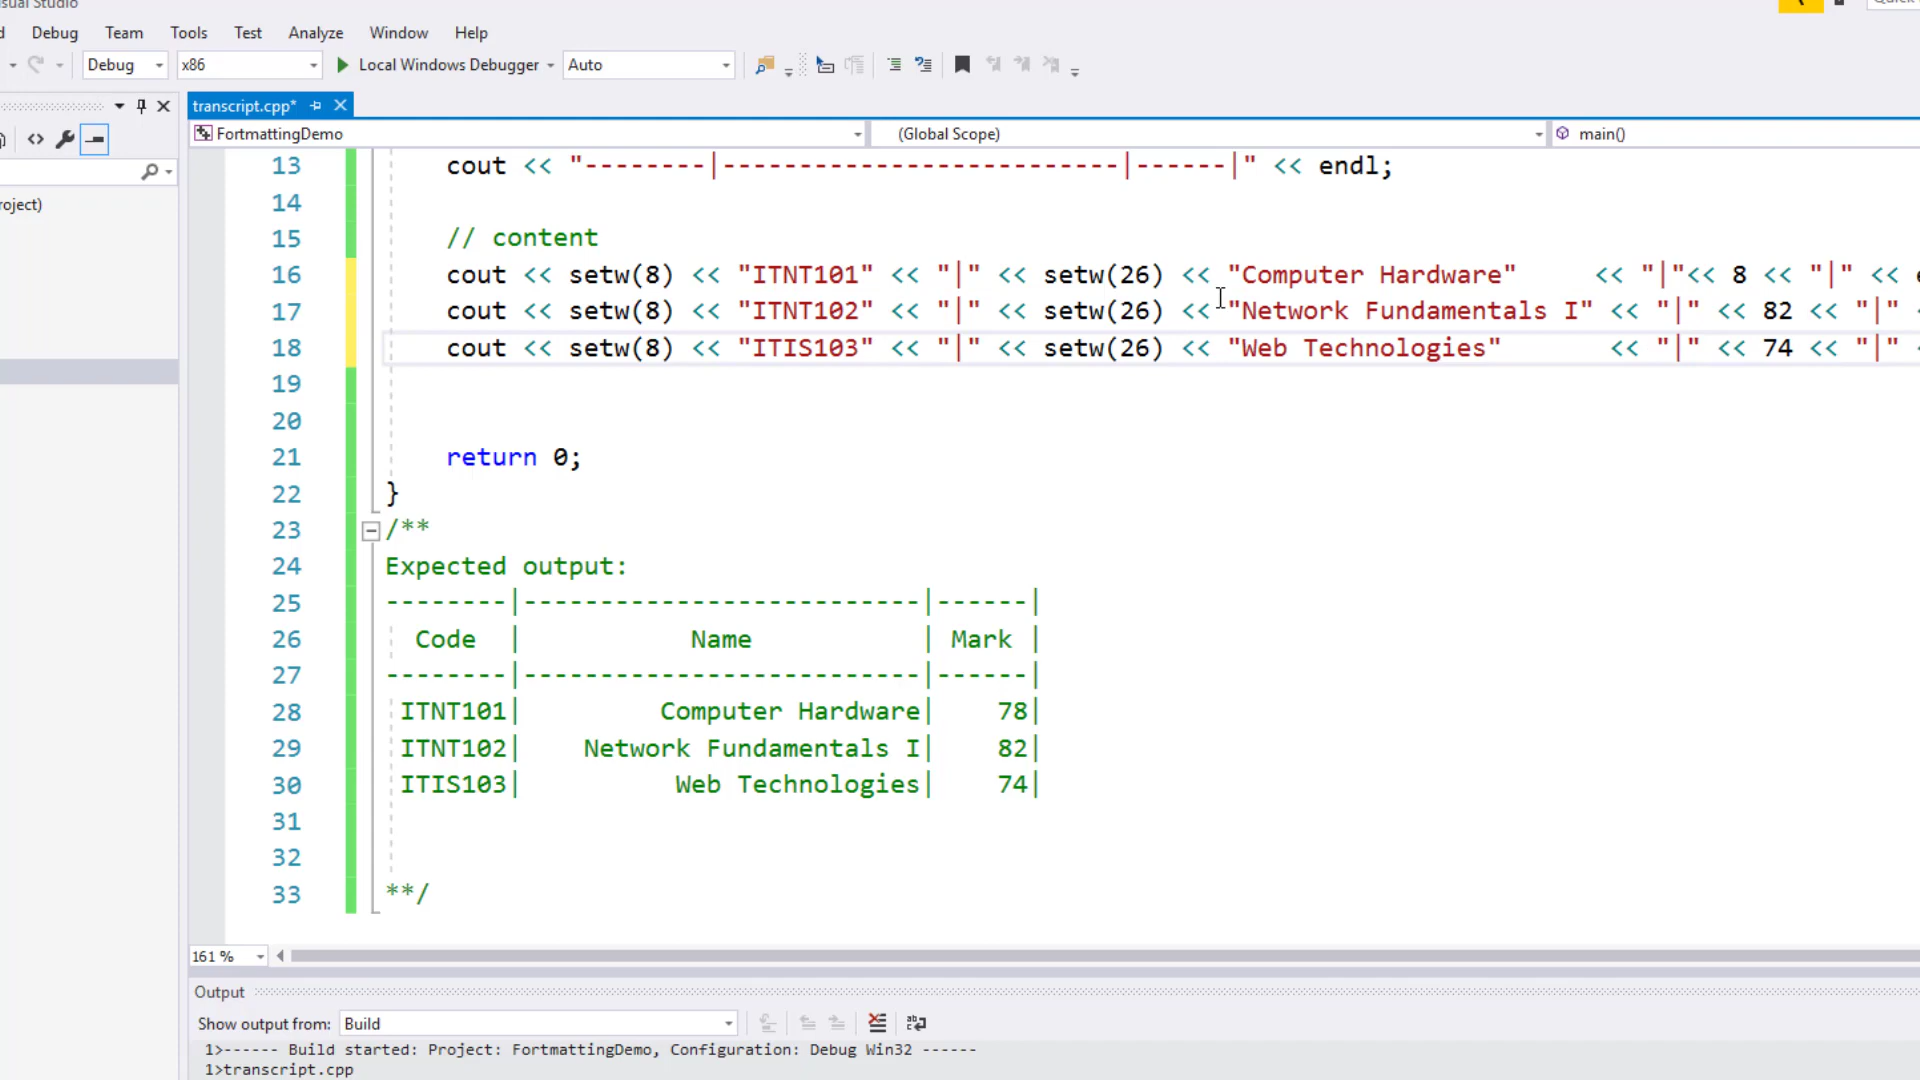 Visual Studio
Debug Team Tools Test Analyze Window Help
Debug x86 Local Windows Debugger Auto
transcript.cpp*
FortmattingDemo (Global Scope) main()
roject)
13 cout << "--------|--------------------------|------|" << endl;
14
15 // content
16 cout << setw(8) << "ITNT101" << "|" << setw(26) << "Computer Hardware" << "|"<< 8 << "|" << e
17 cout << setw(8) << "ITNT102" << "|" << setw(26) << "Network Fundamentals I" << "|" << 82 << "|"
18 cout << setw(8) << "ITIS103" << "|" << setw(26) << "Web Technologies" << "|" << 74 << "|"
19
20
21 return 0;
22 }
23 /**
24 Expected output:
25 --------|--------------------------|------|
26 Code | Name | Mark |
27 --------|--------------------------|------|
28 ITNT101| Computer Hardware| 78|
29 ITNT102| Network Fundamentals I| 82|
30 ITIS103| Web Technologies| 74|
31
32
33 **/
161 %
Output
Show output from: Build
1>------ Build started: Project: FortmattingDemo, Configuration: Debug Win32 ------
1>transcript.cpp